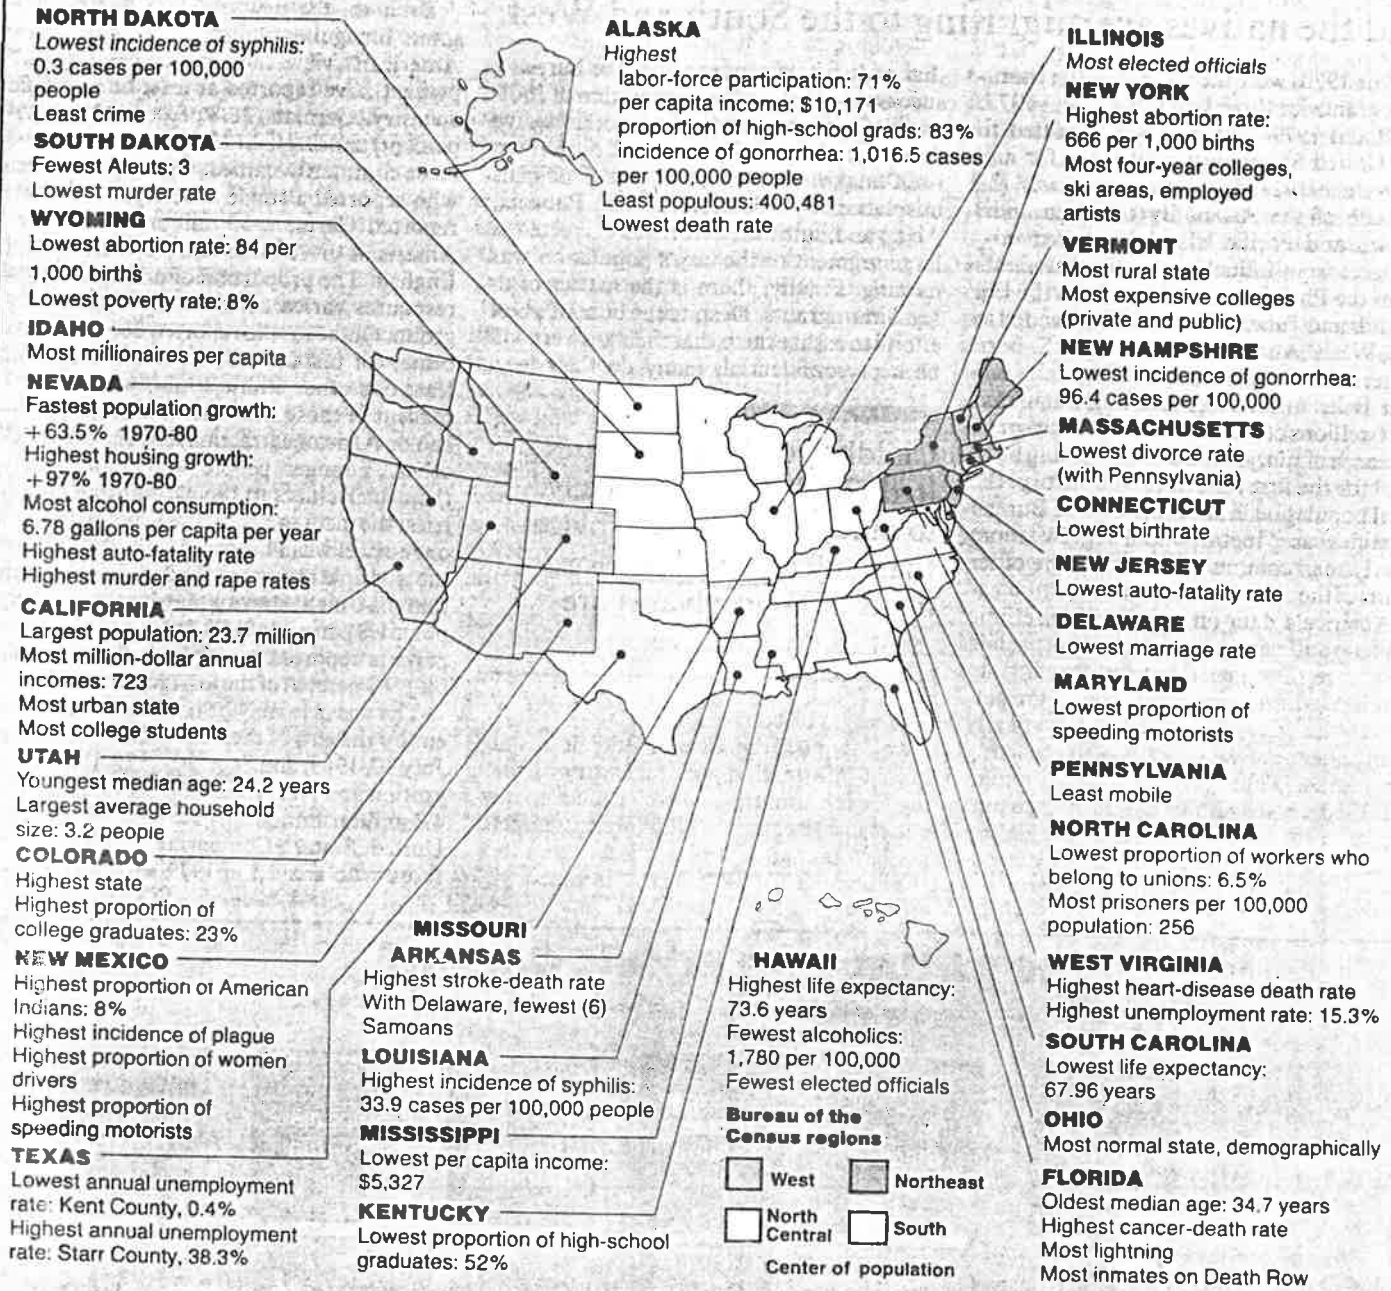 NORTH DAKOTA
Lowest incidence of syphilis:
0.3 cases per 100,000
people
Least crime
SOUTH DAKOTA
Fewest Aleuts: 3
Lowest murder rate
WYOMING
Lowest abortion rate: 84 per
1,000 births
Lowest poverty rate: 8%
IDAHO
Most millionaires per capita
NEVADA
Fastest population growth:
+63.5% 1970-80
Highest housing growth:
+97% 1970-80
Most alcohol consumption:
6.78 gallons per capita per year
Highest auto-fatality rate
Highest murder and rape rates
CALIFORNIA
Largest population: 23.7 million
Most million-dollar annual
incomes: 723
Most urban state
Most college students
UTAH
Youngest median age: 24.2 years
Largest average household
size: 3.2 people
COLORADO
Highest state
Highest proportion of
college graduates: 23%
NEW MEXICO
Highest proportion of American
Indians: 8%
Highest incidence of plague
Highest proportion of women
drivers
Highest proportion of
speeding motorists
TEXAS
Lowest annual unemployment
rate: Kent County, 0.4%
Highest annual unemployment
rate: Starr County, 38.3%
ALASKA
Highest
labor-force participation: 71%
per capita income: $10,171
proportion of high-school grads: 83%
incidence of gonorrhea: 1,016.5 cases
per 100,000 people
Least populous: 400,481
Lowest death rate
MISSOURI
ARKANSAS
Highest stroke-death rate
With Delaware, fewest (6)
Samoans
LOUISIANA
Highest incidence of syphilis:
33.9 cases per 100,000 people
MISSISSIPPI
Lowest per capita income:
$5,327
KENTUCKY
Lowest proportion of high-school
graduates: 52%
HAWAII
Highest life expectancy:
73.6 years
Fewest alcoholics:
1,780 per 100,000
Fewest elected officials
Bureau of the
Census regions
West
Northeast
North
Central
South
Center of population
ILLINOIS
Most elected officials
NEW YORK
Highest abortion rate:
666 per 1,000 births
Most four-year colleges,
ski areas, employed
artists
VERMONT
Most rural state
Most expensive colleges
(private and public)
NEW HAMPSHIRE
Lowest incidence of gonorrhea:
96.4 cases per 100,000
MASSACHUSETTS
Lowest divorce rate
(with Pennsylvania)
CONNECTICUT
Lowest birthrate
NEW JERSEY
Lowest auto-fatality rate
DELAWARE
Lowest marriage rate
MARYLAND
Lowest proportion of
speeding motorists
PENNSYLVANIA
Least mobile
NORTH CAROLINA
Lowest proportion of workers who
belong to unions: 6.5%
Most prisoners per 100,000
population: 256
WEST VIRGINIA
Highest heart-disease death rate
Highest unemployment rate: 15.3%
SOUTH CAROLINA
Lowest life expectancy:
67.96 years
OHIO
Most normal state, demographically
FLORIDA
Oldest median age: 34.7 years
Highest cancer-death rate
Most lightning
Most inmates on Death Row